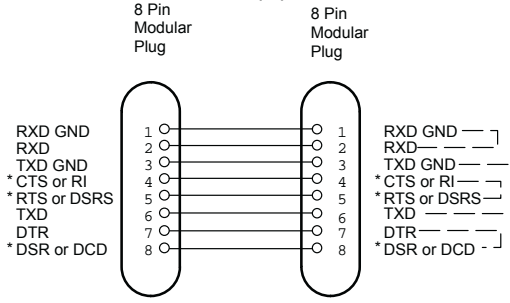 8 Pin
Modular
Plug
8 Pin
Modular
Plug
RXD GND 1 1 RXD GND
RXD 2 2 RXD
TXD GND 3 3 TXD GND
* CTS or RI 4 4 * CTS or RI
* RTS or DSRS 5 5 * RTS or DSRS
TXD 6 6 TXD
DTR 7 7 DTR
* DSR or DCD 8 8 * DSR or DCD